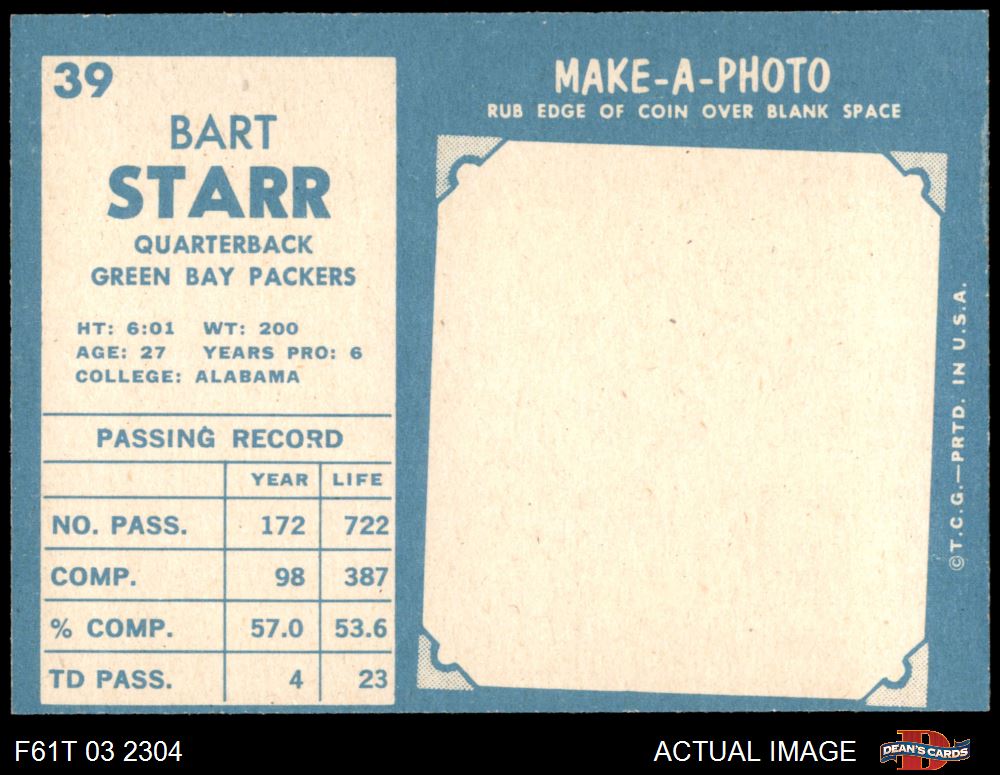 39
BART
STARR
QUARTERBACK
GREEN BAY PACKERS
HT: 6:01 WT: 200
AGE: 27 YEARS PRO: 6
COLLEGE: ALABAMA
PASSING RECORD
YEAR LIFE
NO. PASS. 172 722
COMP. 98 387
% COMP. 57.0 53.6
TD PASS. 4 23
MAKE-A-PHOTO
RUB EDGE OF COIN OVER BLANK SPACE
©T.C.G.—PRTD. IN U.S.A.
F61T 03 2304
ACTUAL IMAGE
D
DEAN'S CARDS